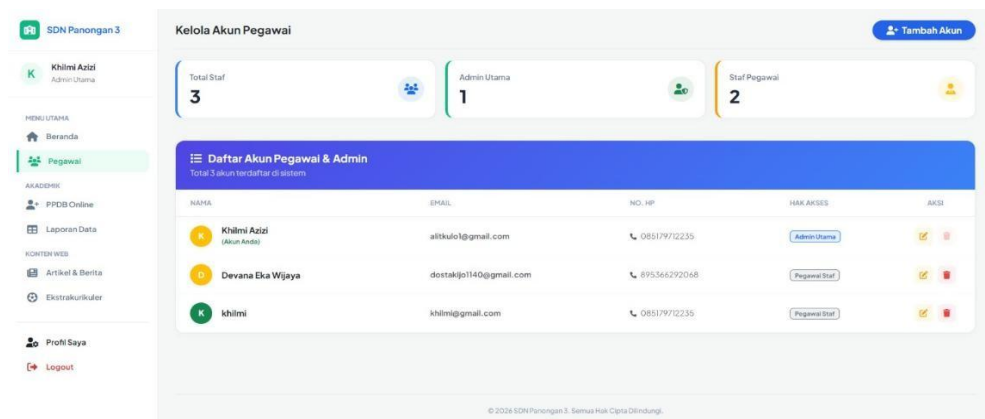 SDN Panongan 3
K
Khilmi Azizi
Admin Utama
MENU UTAMA
Beranda
Pegawai
AKADEMIK
PPDB Online
Laporan Data
KONTEN WEB
Artikel & Berita
Ekstrakurikuler
Profil Saya
Logout
Kelola Akun Pegawai
Tambah Akun
Total Staf
3
Admin Utama
1
Staf Pegawai
2
Daftar Akun Pegawai & Admin
Total 3 akun terdaftar di sistem
NAMA EMAIL NO. HP HAK AKSES AKSI
K Khilmi Azizi alitkulo1@gmail.com 085179712235 Admin Utama
(Akun Anda)
D Devana Eka Wijaya dostakijo1140@gmail.com 895366292068 Pegawai Staf
K khilmi khilmi@gmail.com 085179712235 Pegawai Staf
© 2026 SDN Panongan 3. Semua Hak Cipta Dilindungi.